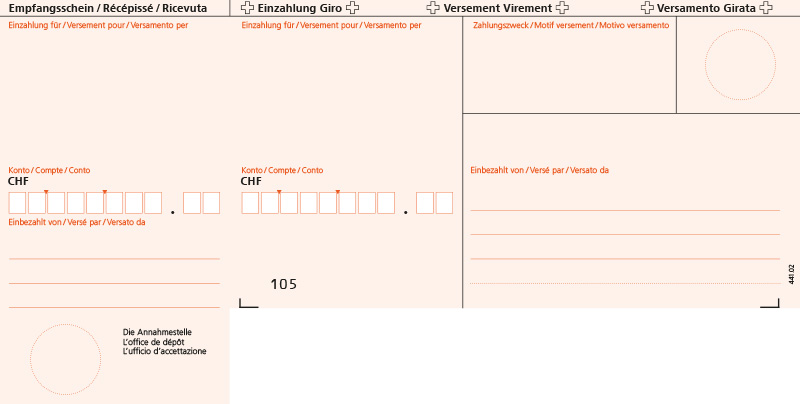 Empfangsschein / Récépissé / Ricevuta
Einzahlung für / Versement pour / Versamento per
Konto / Compte / Conto
CHF
.
Einbezahlt von / Versé par / Versato da
Die Annahmestelle
L'office de dépôt
L'ufficio d'accettazione
Einzahlung Giro
Versement Virement
Versamento Girata
Einzahlung für / Versement pour / Versamento per
Konto / Compte / Conto
CHF
.
105
Zahlungszweck / Motif versement / Motivo versamento
Einbezahlt von / Versé par / Versato da
441.02